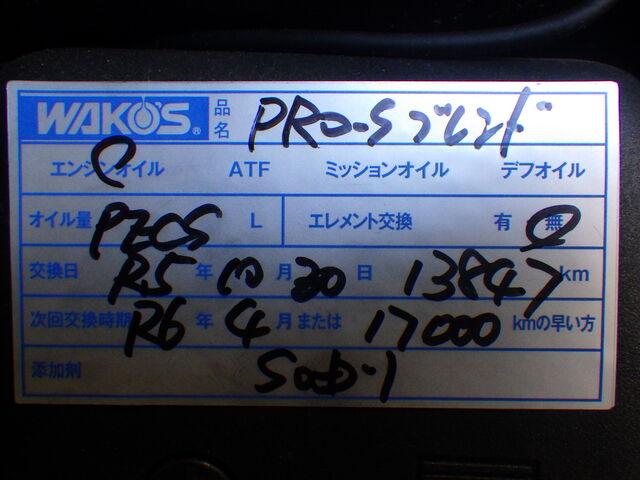 WAKO'S® 品名 PRO-Sブレンド
エンジンオイル ATF ミッションオイル デフオイル
オイル量 L エレメント交換 有 無
交換日 R5 年 10 月 30 日 13847 km
次回交換時期 R6 年 4 月または 17000 kmの早い方
添加剤